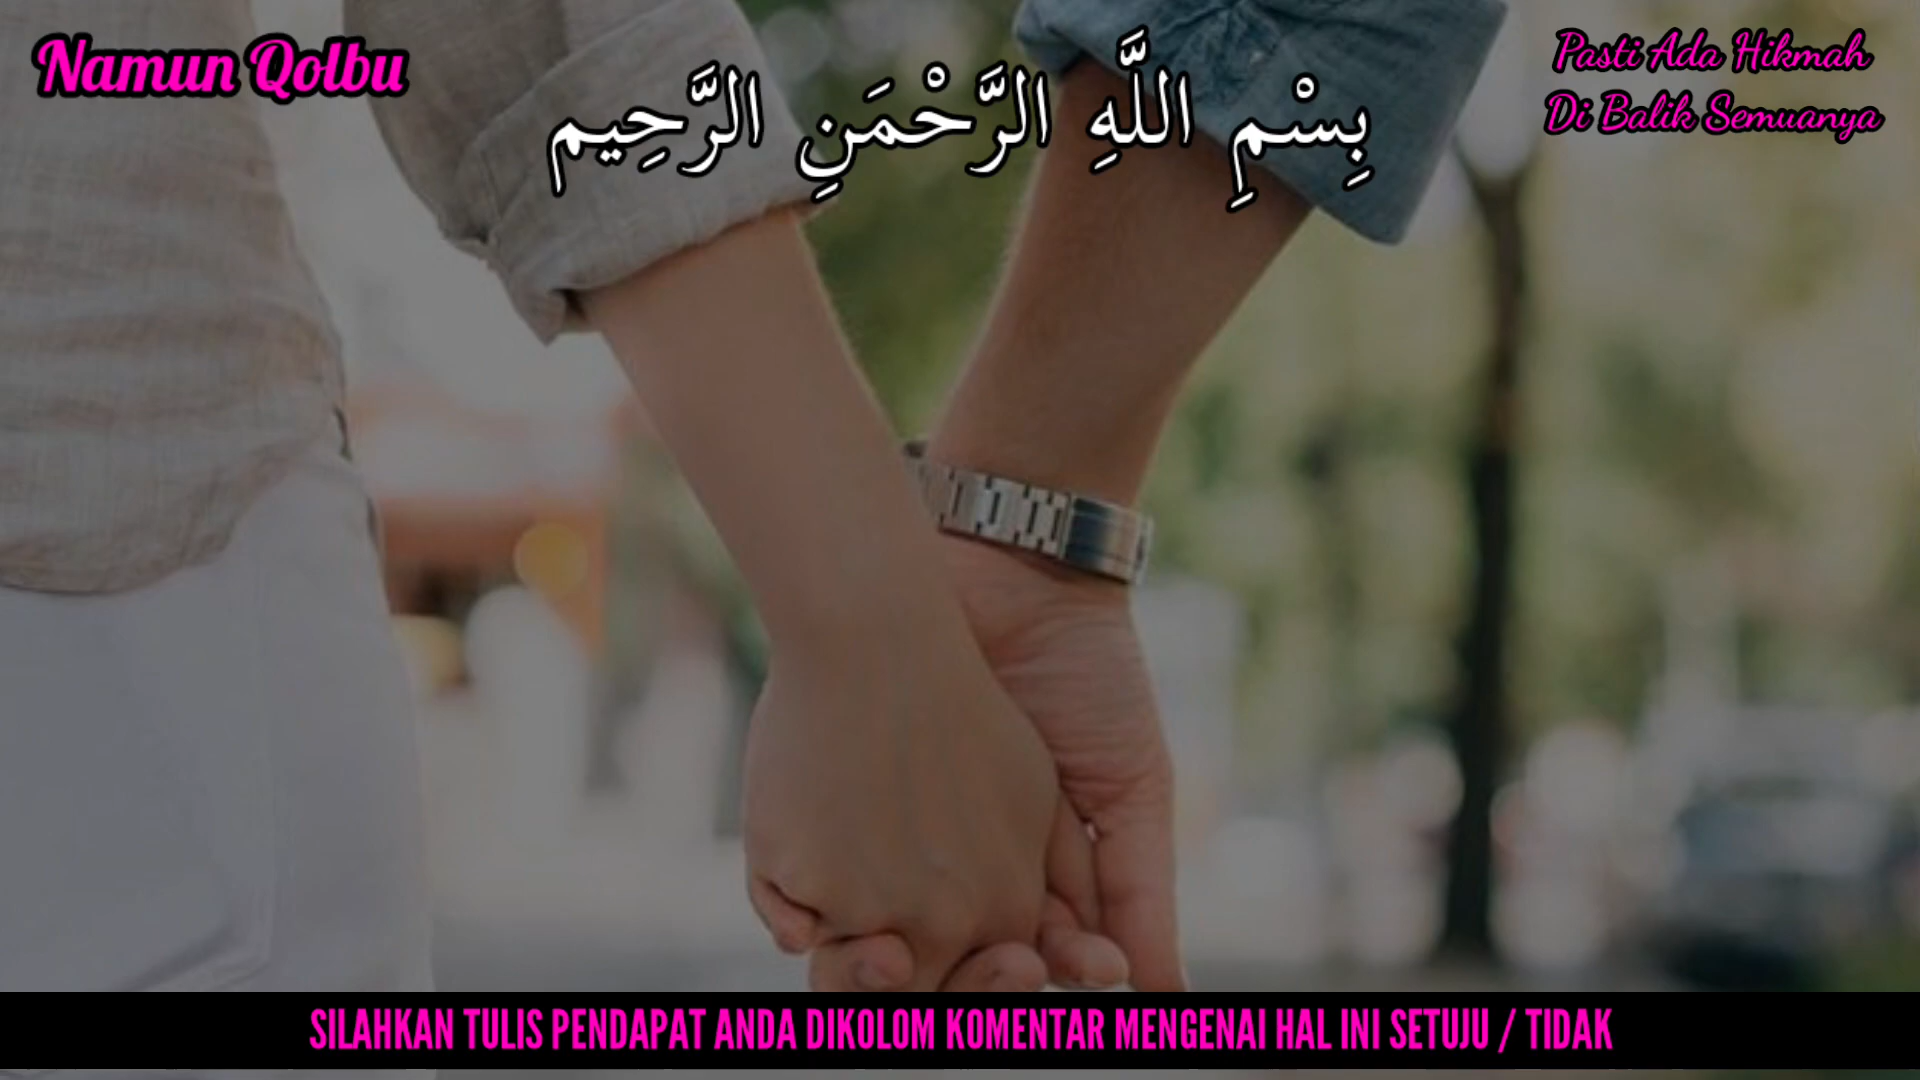 Namun Qolbu
بِسْمِ اللَّهِ الرَّحْمَنِ الرَّحِيم
Pasti Ada Hikmah
Di Balik Semuanya
SILAHKAN TULIS PENDAPAT ANDA DIKOLOM KOMENTAR MENGENAI HAL INI SETUJU / TIDAK